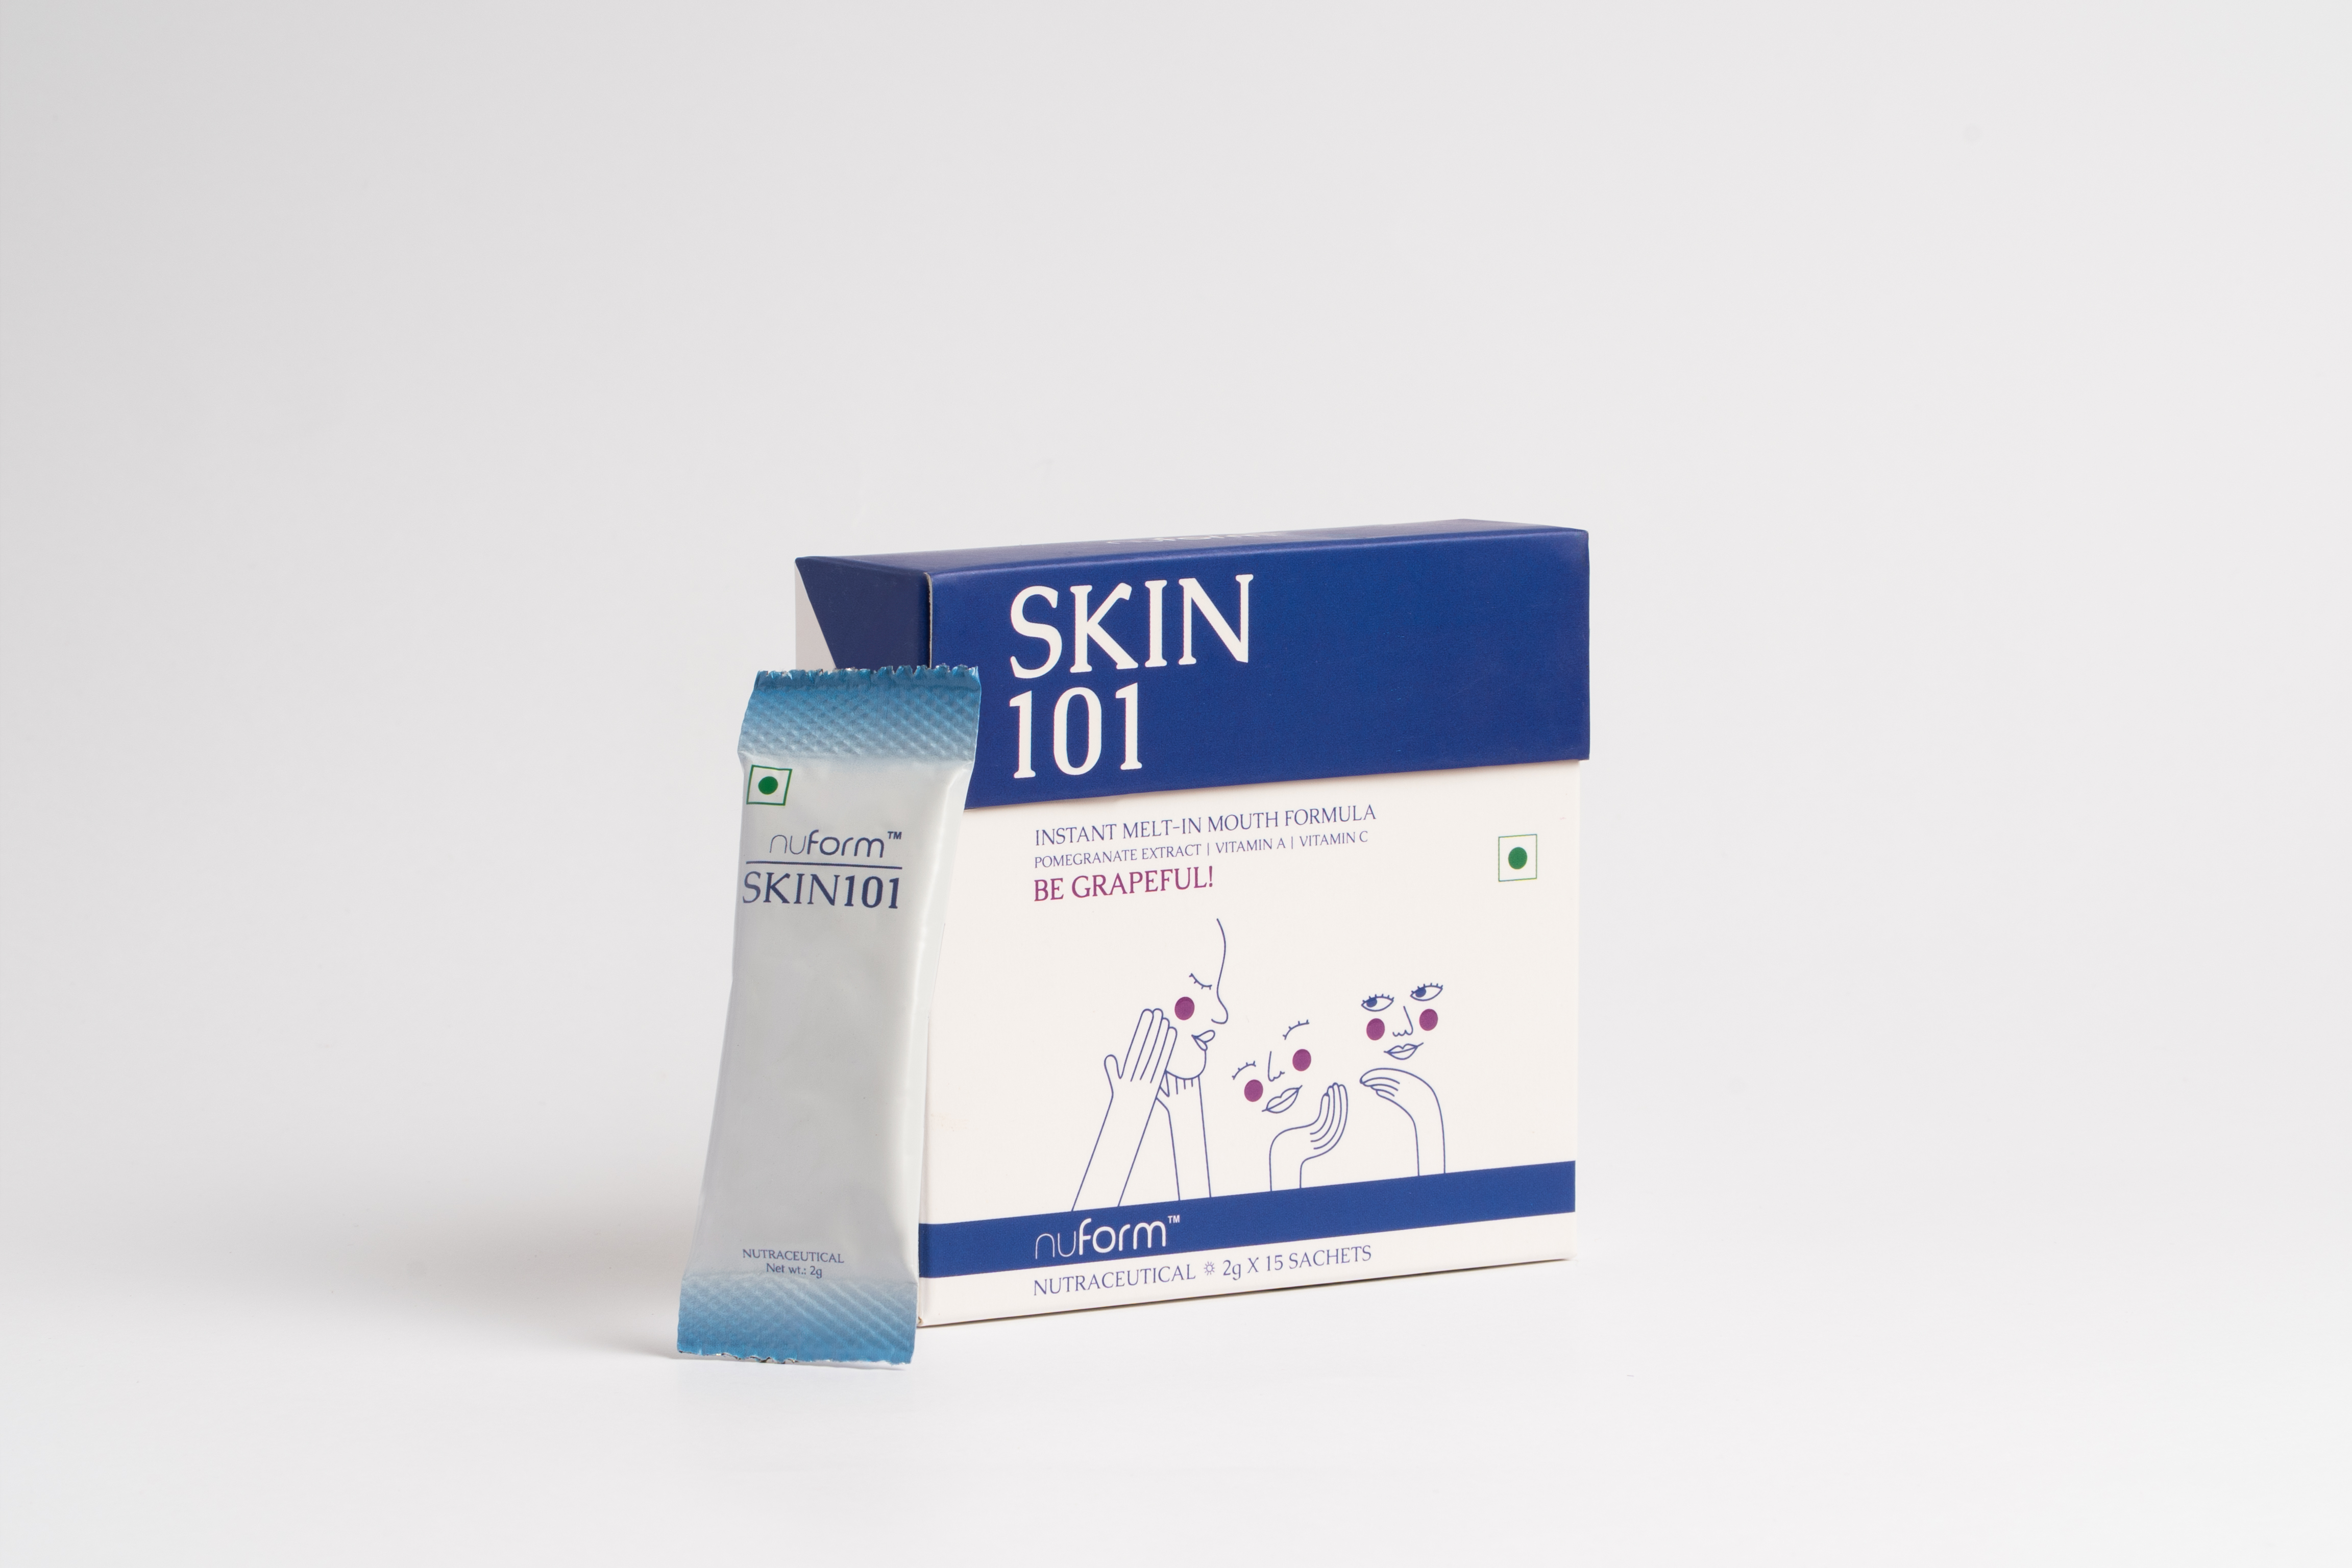 SKIN
101
INSTANT MELT-IN MOUTH FORMULA
POMEGRANATE EXTRACT | VITAMIN A | VITAMIN C
BE GRAPEFUL!
nuForm™
NUTRACEUTICAL ☼ 2g X 15 SACHETS
nuForm™
SKIN101
NUTRACEUTICAL
Net wt.: 2g